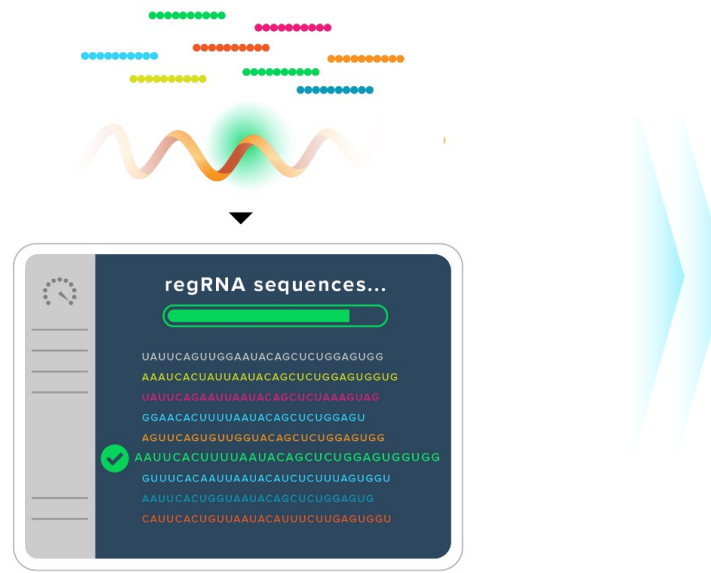 regRNA sequences...
UAUUCAGUUGGAAUACAGCUCUGGAGUGG
AAAUCACUAUUAAUACAGCUCUGGAGUGGUG
UAUUCAGAAUUAAUACAGCUCUAAAGUAG
GGAACACUUUUAAUACAGCUCUGGAGU
AGUUCAGUGUUGGUACAGCUCUGGAGUGG
AAUUCACUUUUAAUACAGCUCUGGAGUGGUGG
GUUUCACAAUUAAUACAUCUCUUUAGUGGU
AAUUCACUGGUAAUACAGCUCUGGAGUG
CAUUCACUGUUAAUACAUUUCUUGAGUGGU